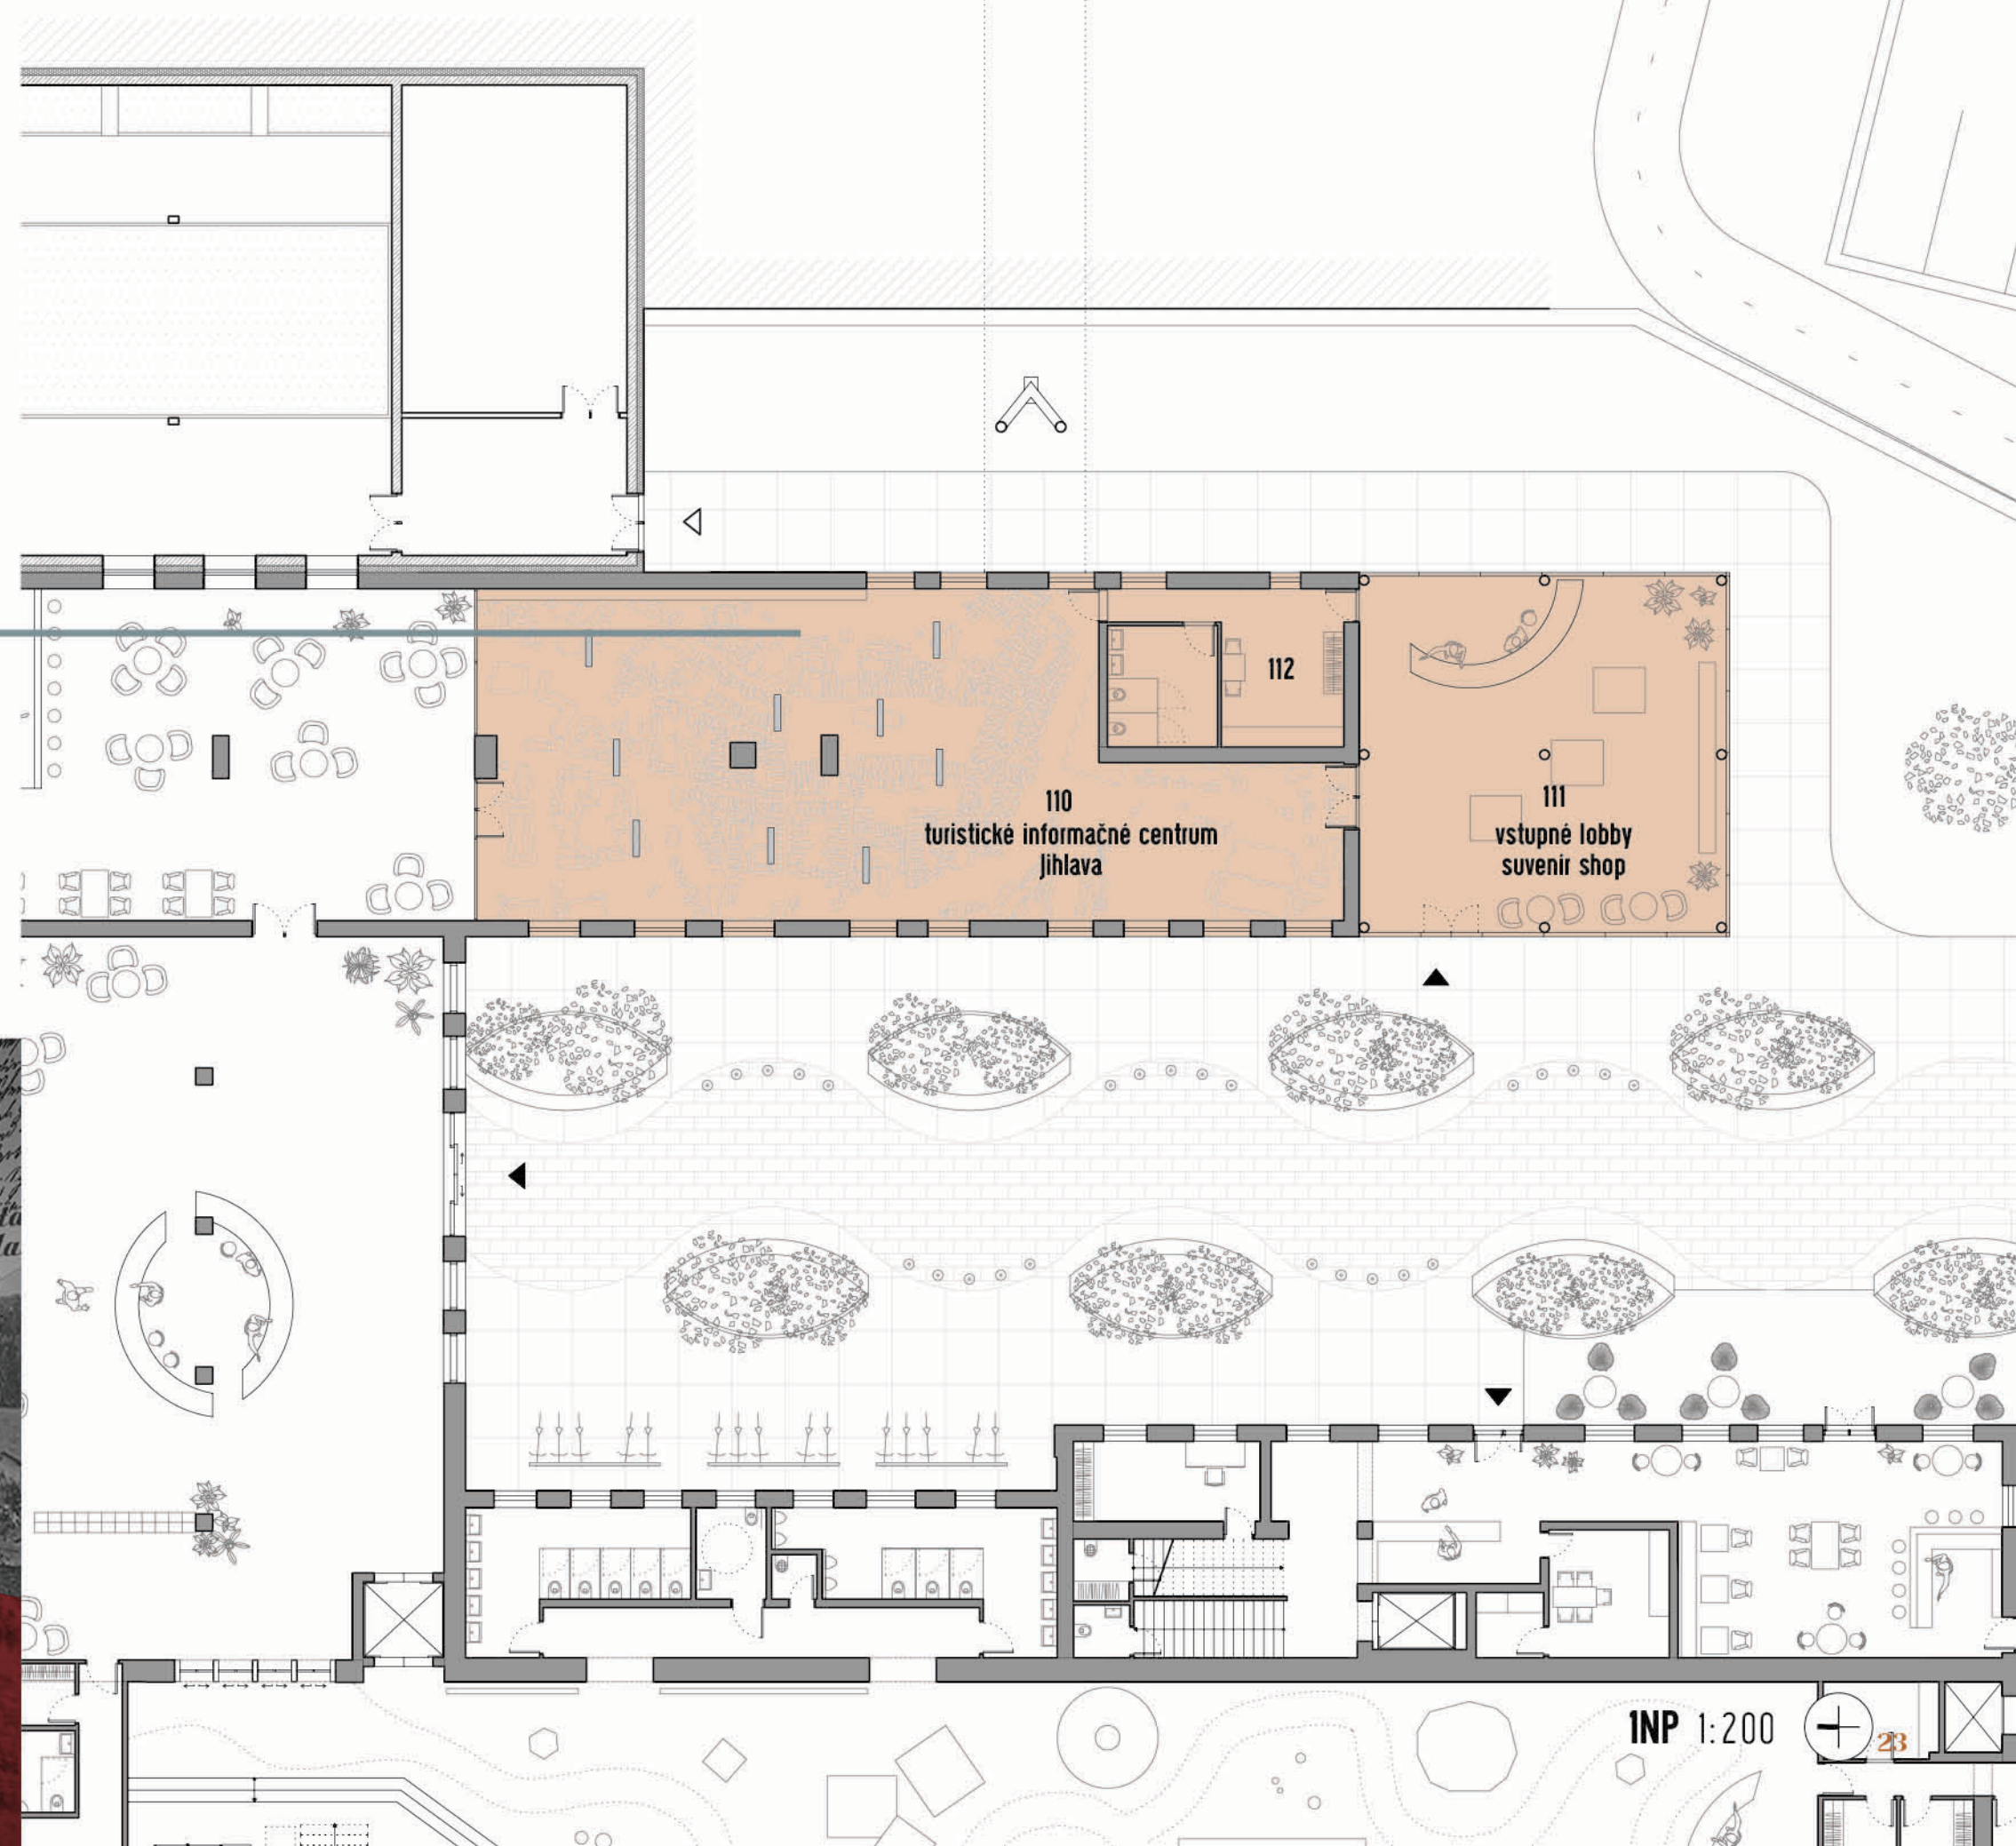 112
110
turistické informačné centrum
Jihlava
111
vstupné lobby
suvenír shop
1NP 1:200
23